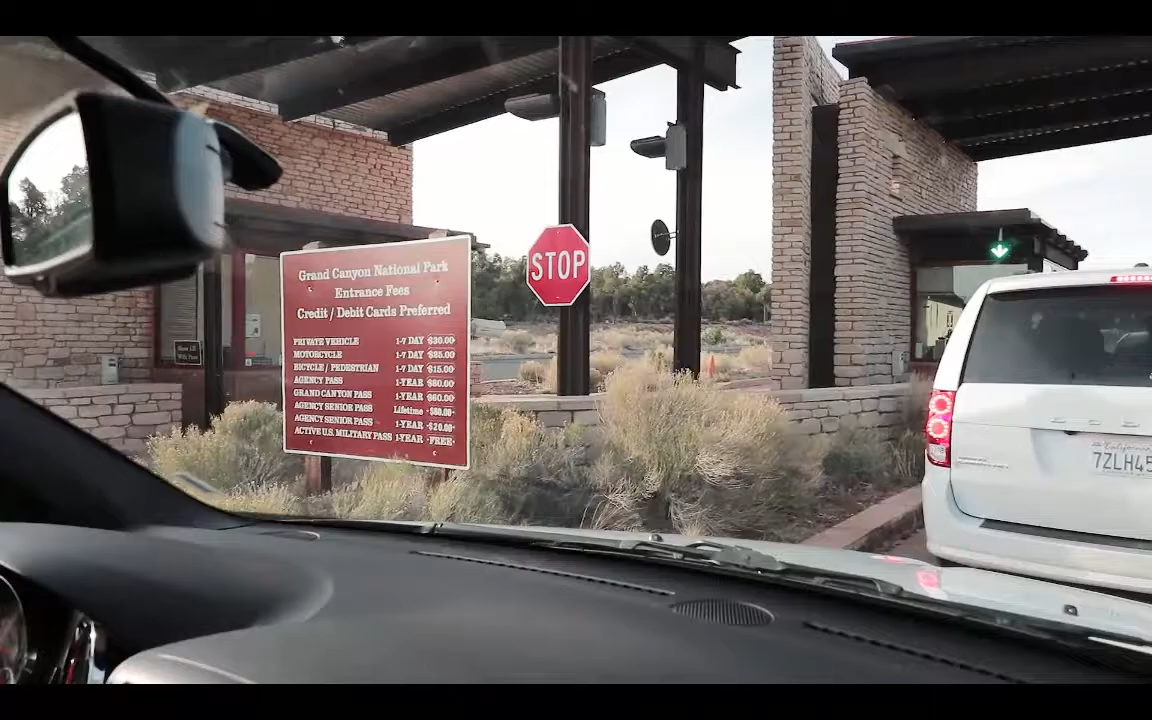 Grand Canyon National Park
Entrance Fees
Credit / Debit Cards Preferred
PRIVATE VEHICLE 1-7 DAY $30.00
MOTORCYCLE 1-7 DAY $25.00
BICYCLE / PEDESTRIAN 1-7 DAY $15.00
AGENCY PASS 1-YEAR $80.00
GRAND CANYON PASS 1-YEAR $60.00
AGENCY SENIOR PASS Lifetime $80.00
AGENCY SENIOR PASS 1-YEAR $20.00
ACTIVE U.S. MILITARY PASS 1-YEAR FREE
STOP
California
7ZLH45